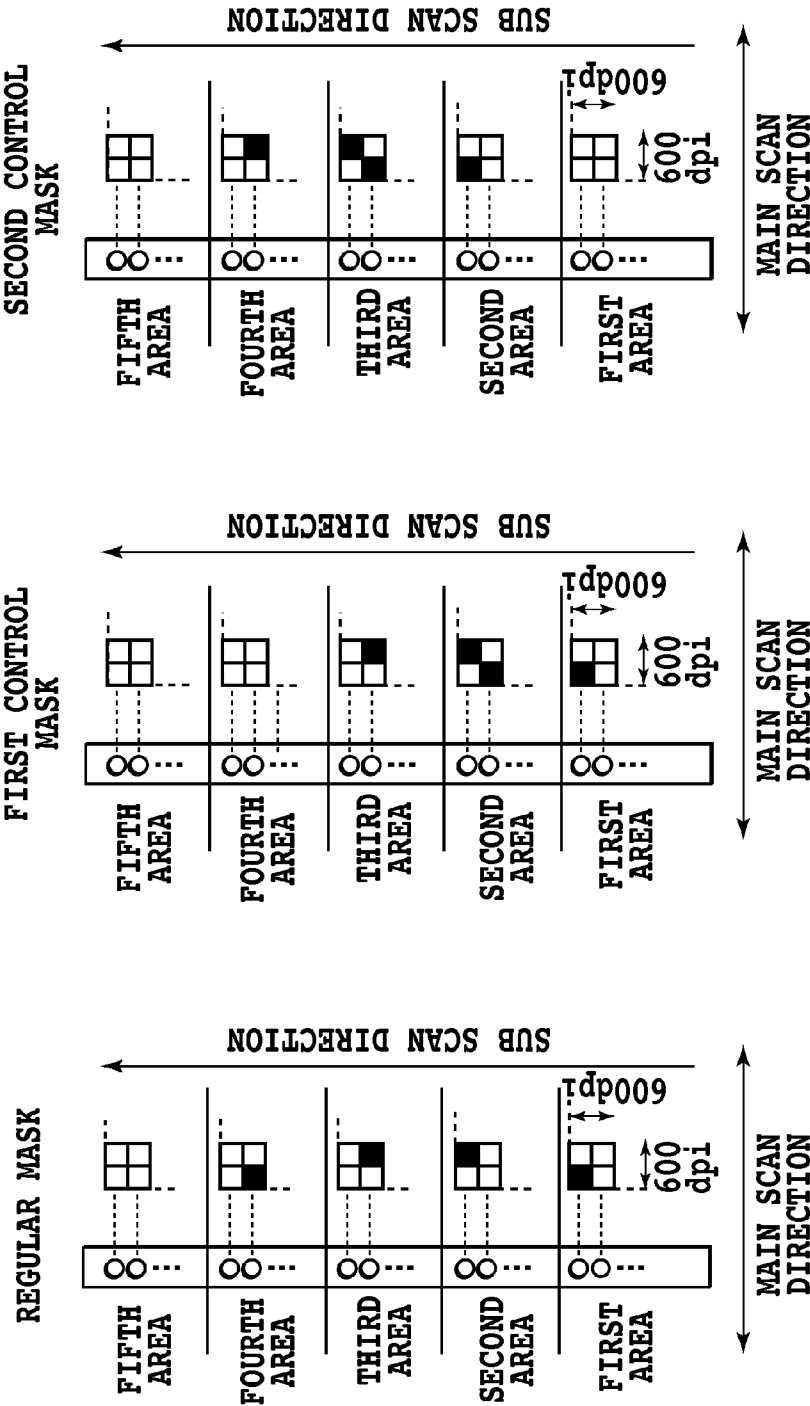 REGULAR MASK
FIFTH
AREA
FOURTH
AREA
THIRD
AREA
SECOND
AREA
FIRST
AREA
600
dpi
600dpi
SUB SCAN DIRECTION
MAIN SCAN
DIRECTION
FIRST CONTROL
MASK
FIFTH
AREA
FOURTH
AREA
THIRD
AREA
SECOND
AREA
FIRST
AREA
600
dpi
600dpi
SUB SCAN DIRECTION
MAIN SCAN
DIRECTION
SECOND CONTROL
MASK
FIFTH
AREA
FOURTH
AREA
THIRD
AREA
SECOND
AREA
FIRST
AREA
600
dpi
600dpi
SUB SCAN DIRECTION
MAIN SCAN
DIRECTION